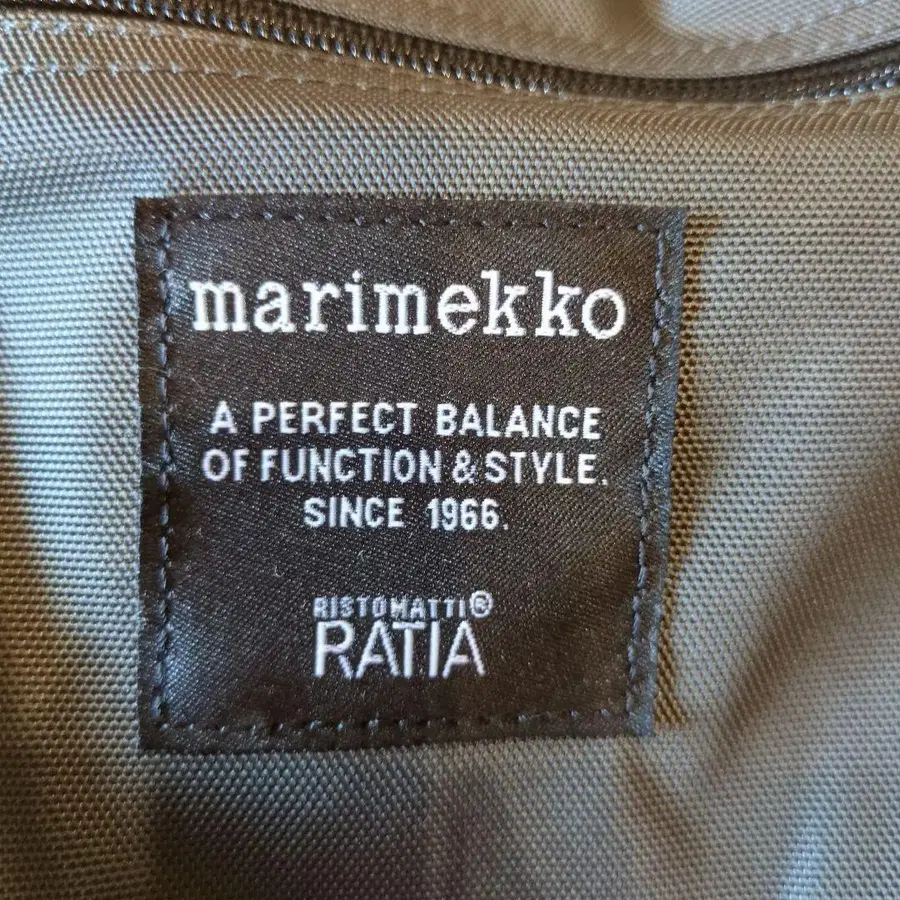 marimekko
A PERFECT BALANCE
OF FUNCTION & STYLE.
SINCE 1966.
RISTOMATTI®
RATIA